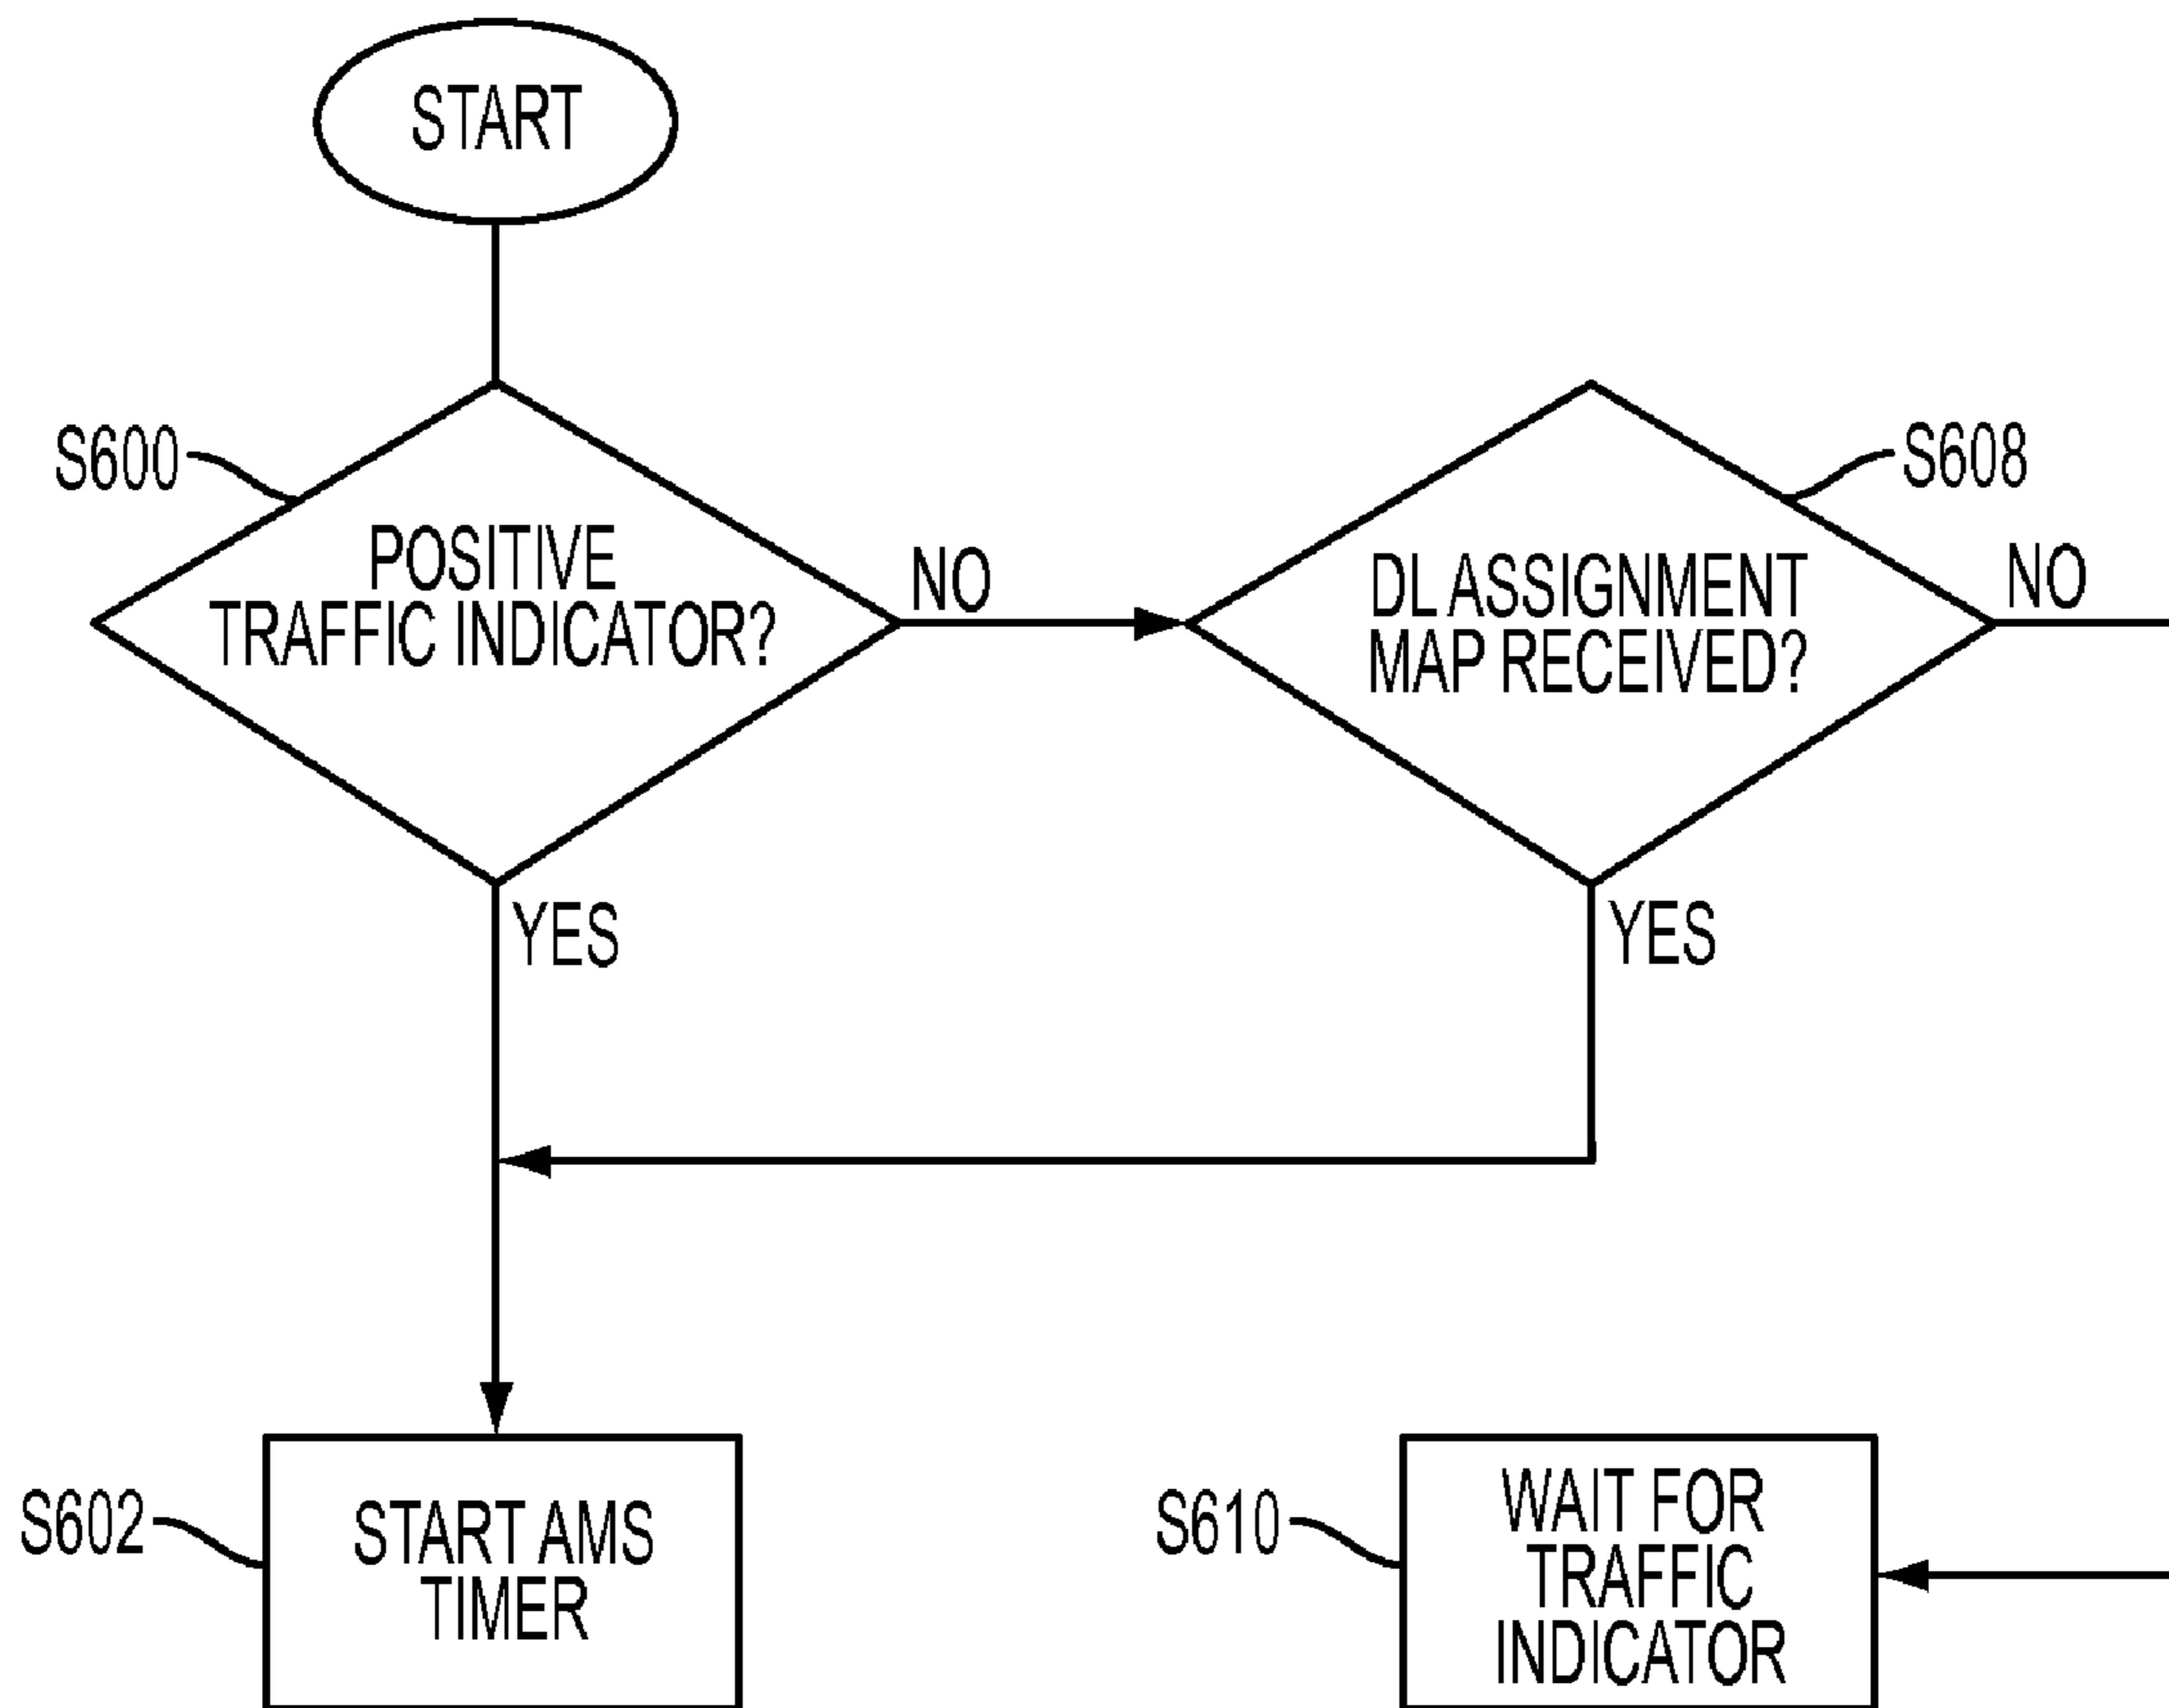 START
S600
POSITIVE
TRAFFIC INDICATOR?
NO
YES
S608
DL ASSIGNMENT
MAP RECEIVED?
NO
YES
S602
START AMS
TIMER
S610
WAIT FOR
TRAFFIC
INDICATOR